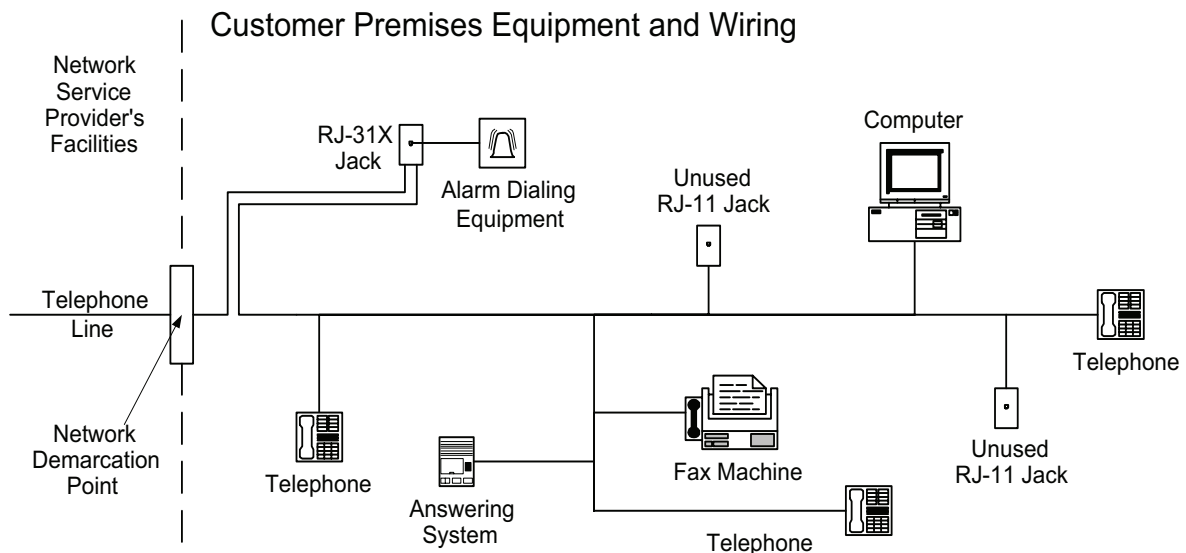 Customer Premises Equipment and Wiring
Network
Service
Provider's
Facilities
RJ-31X
Jack
Alarm Dialing
Equipment
Unused
RJ-11 Jack
Computer
Telephone
Line
Telephone
Network
Demarcation
Point
Telephone
Answering
System
Fax Machine
Telephone
Unused
RJ-11 Jack